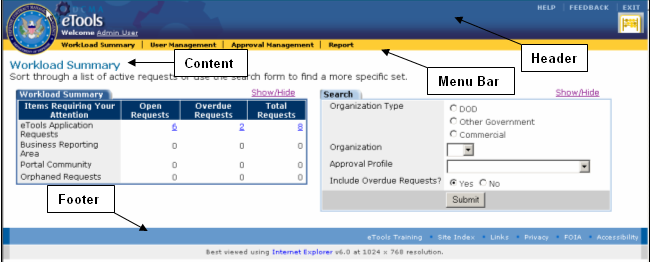 HELP | FEEDBACK | EXIT
eTools
Welcome Admin User
Workload Summary | User Management | Approval Management | Report
Header
Content
Menu Bar
Workload Summary
Sort through a list of active requests or use the search form to find a more specific set.
Workload Summary Show/Hide
Items Requiring Your Attention Open Requests Overdue Requests Total Requests
eTools Application Requests 6 2 8
Business Reporting Area 0 0 0
Portal Community 0 0 0
Orphaned Requests 0 0 0
Search Show/Hide
Organization Type
DOD
Other Government
Commercial
Organization
Approval Profile
Include Overdue Requests? Yes No
Submit
Footer
eTools Training • Site Index • Links • Privacy • FOIA • Accessibility
Best viewed using Internet Explorer v6.0 at 1024 x 768 resolution.